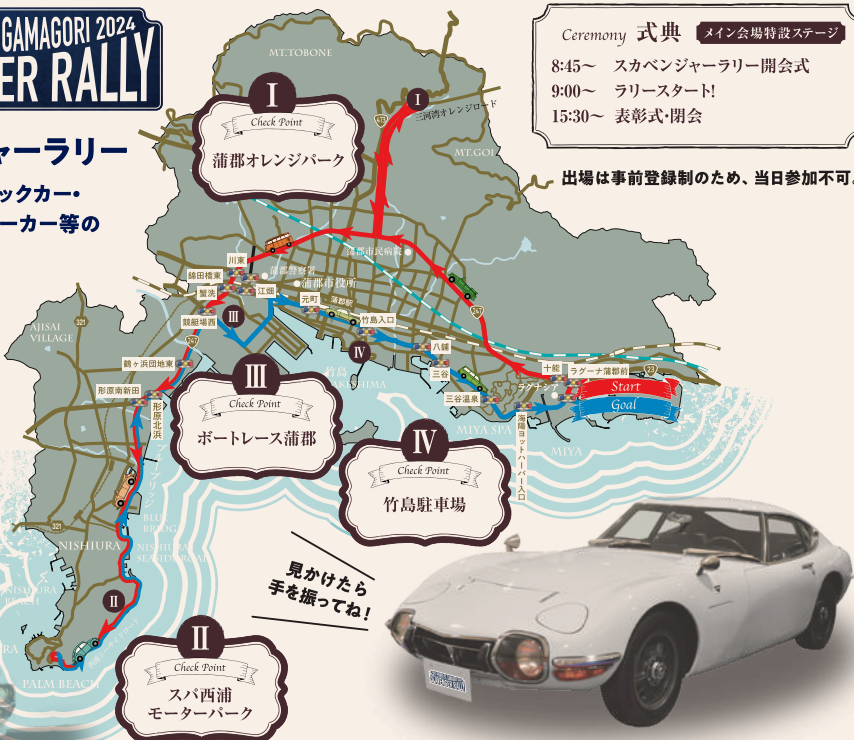 GAMAGORI 2024
ER RALLY
ャーラリー
ックカー・
ーカー等の
Ceremony 式典 メイン会場特設ステージ
8:45〜 スカベンジャーラリー開会式
9:00〜 ラリースタート!
15:30〜 表彰式・閉会
出場は事前登録制のため、当日参加不可
MT.TOBONE
I
三河湾オレンジロード
473
MT.GOI
I
Check Point
蒲郡オレンジパーク
蒲郡市民病院
川東
錦田橋東
蒲郡警察署
蒲郡市役所
蟹洗
江畑
元町
蒲郡駅
竹島入口
競艇場西
III
247
247
IV
八鋪
三谷
十能
ラグーナ蒲郡前
23
ラグナシア
Start
Goal
三谷温泉
MIYA SPA
海陽ヨットハーバー入口
MIYA
321
AJISAI
VILLAGE
鶴ヶ浜団地東
形原南新田
形原北浜
竹島
III
Check Point
ボートレース蒲郡
IV
Check Point
竹島駐車場
321
NISHIURA
II
PALM BEACH
II
Check Point
スパ西浦
モーターパーク
見かけたら
手を振ってね!